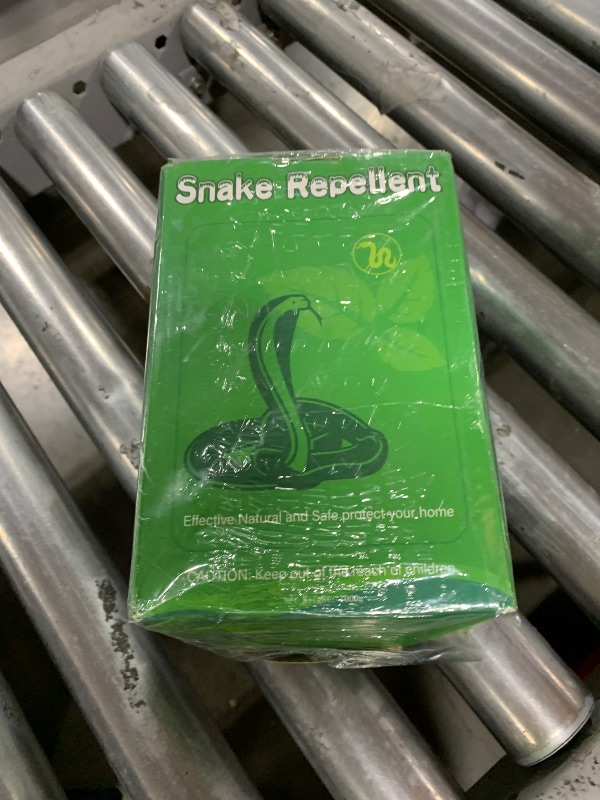 Snake Repellent
Effective Natural and Safe protect your home
CAUTION: Keep out of the reach of children